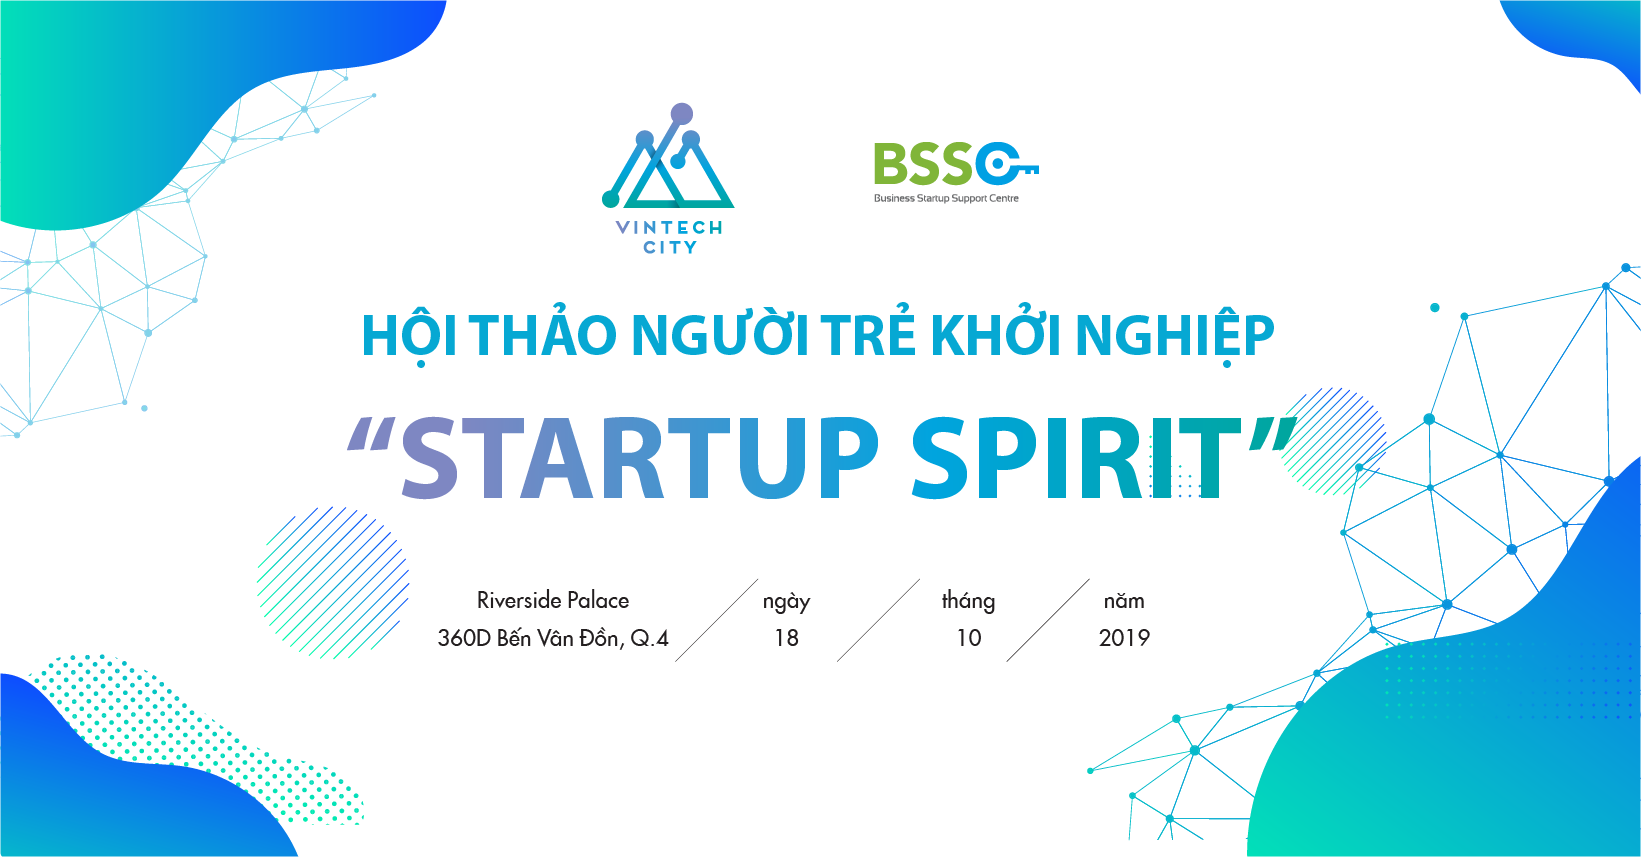 VINTECH
CITY
BSSC
Business Startup Support Centre
HỘI THẢO NGƯỜI TRẺ KHỞI NGHIỆP
“STARTUP SPIRIT”
Riverside Palace / ngày / tháng / năm
360D Bến Vân Đồn, Q.4 / 18 / 10 / 2019